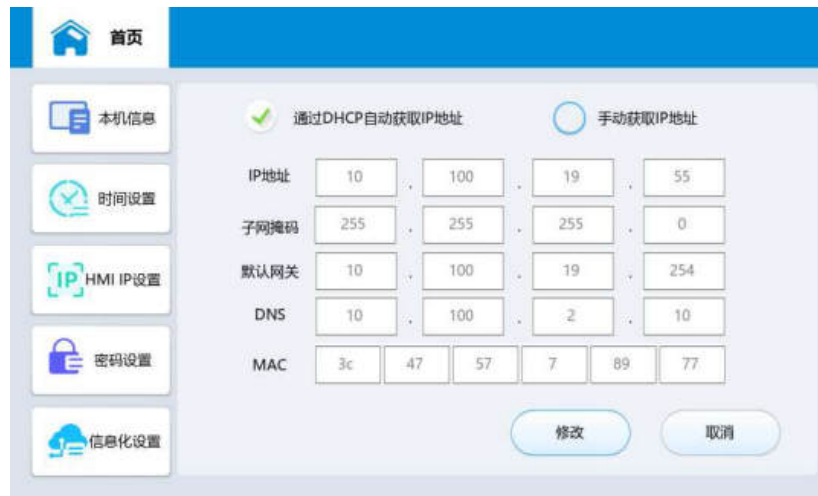 首页
本机信息
时间设置
IP HMI IP设置
密码设置
信息化设置
通过DHCP自动获取IP地址 手动获取IP地址
IP地址 10 . 100 . 19 . 55
子网掩码 255 . 255 . 255 . 0
默认网关 10 . 100 . 19 . 254
DNS 10 . 100 . 2 . 10
MAC 3c 47 57 7 89 77
修改 取消